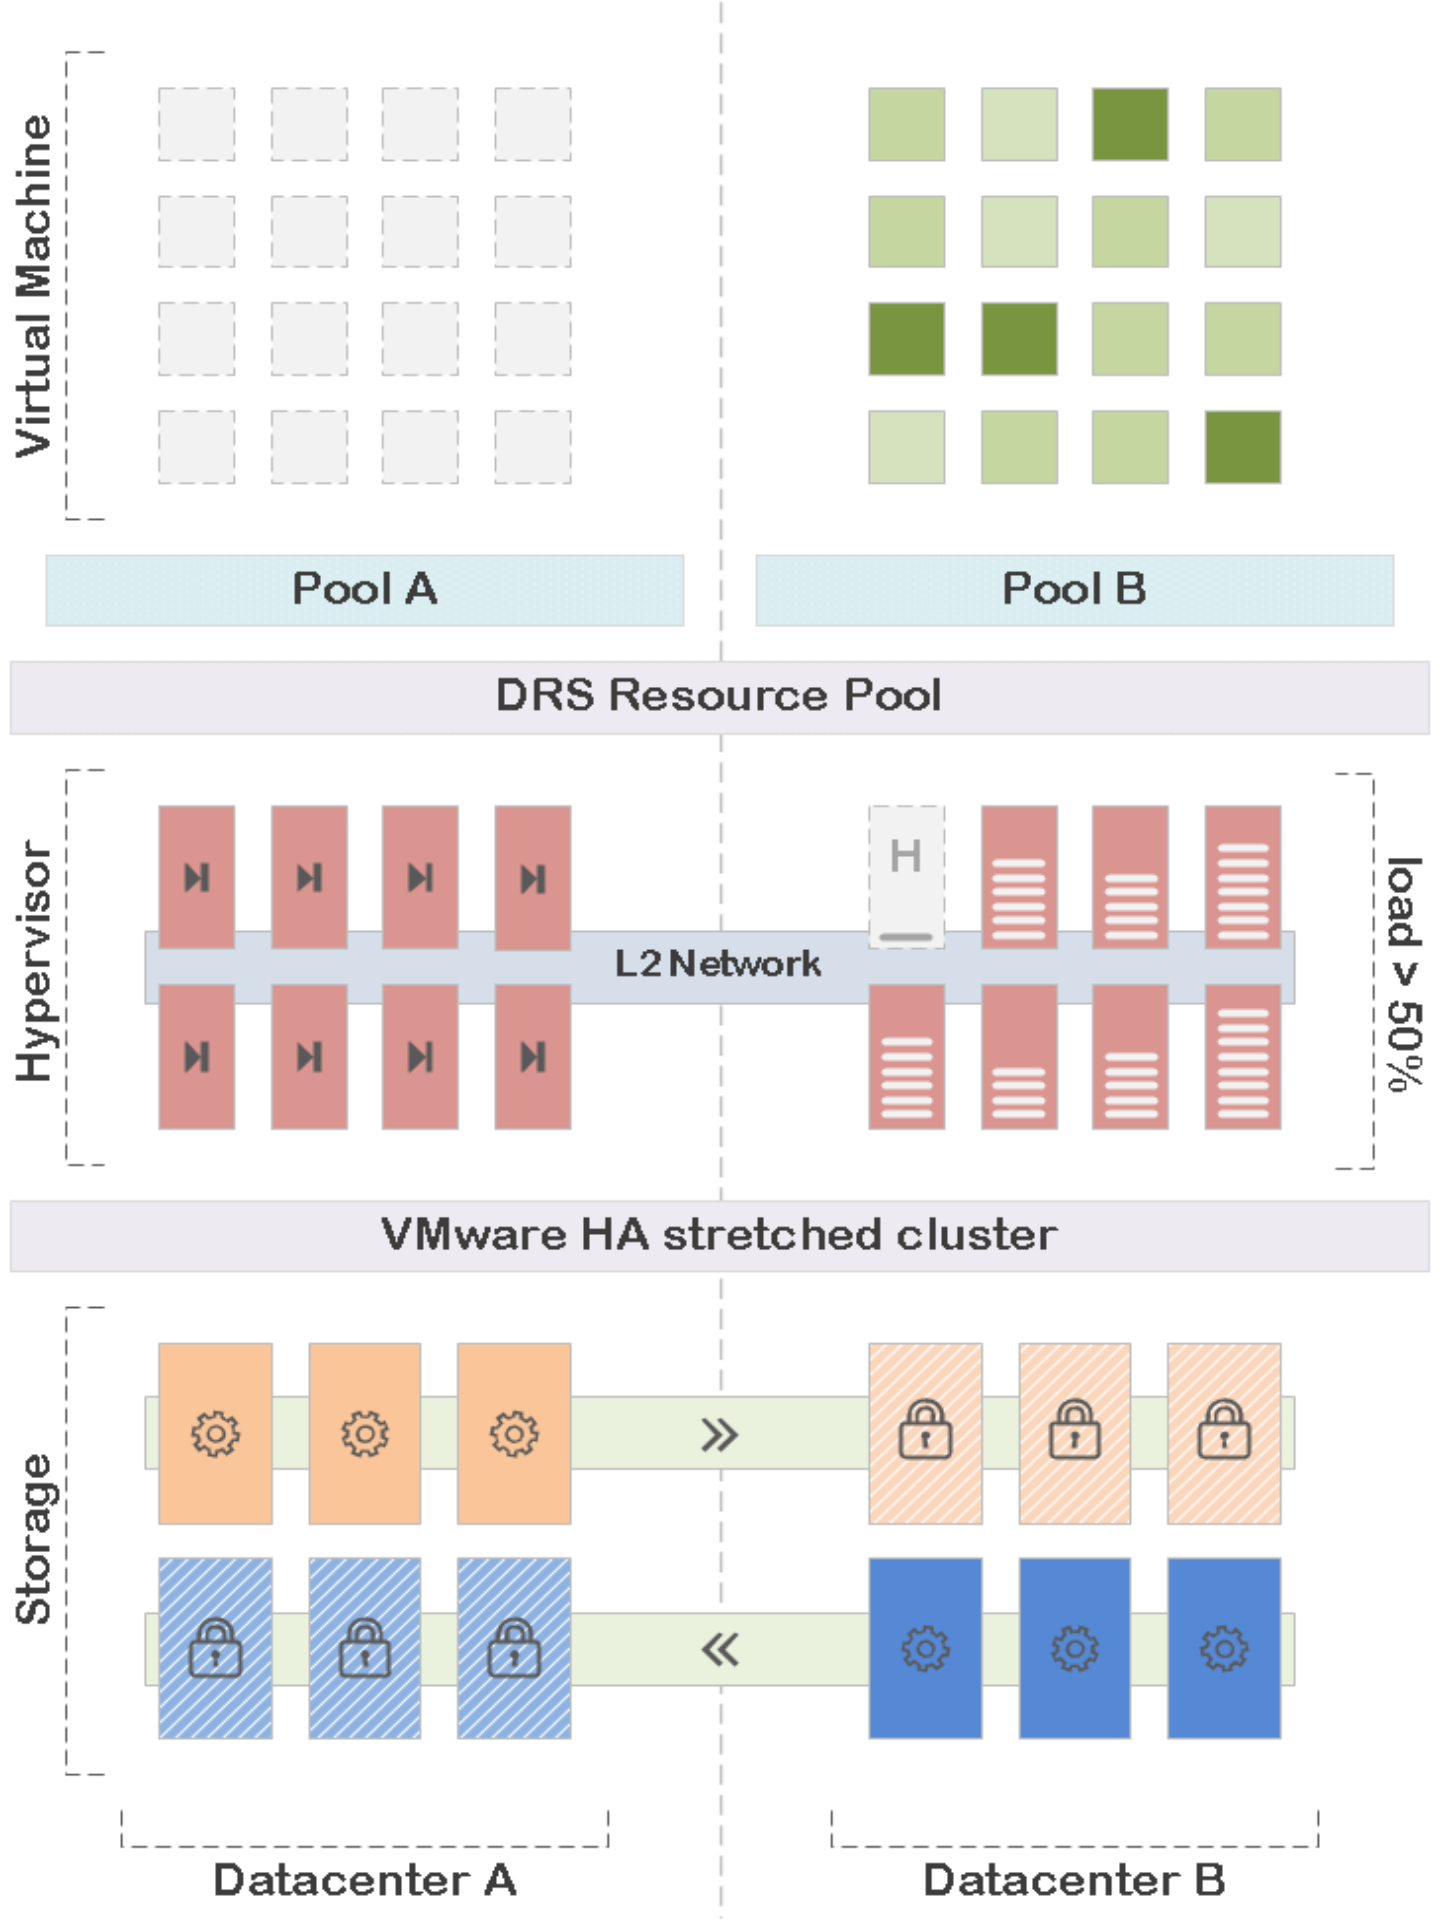 Virtual Machine
Pool A
Pool B
DRS Resource Pool
Hypervisor
H
L2 Network
load > 50%
VMware HA stretched cluster
Storage
Datacenter A
Datacenter B